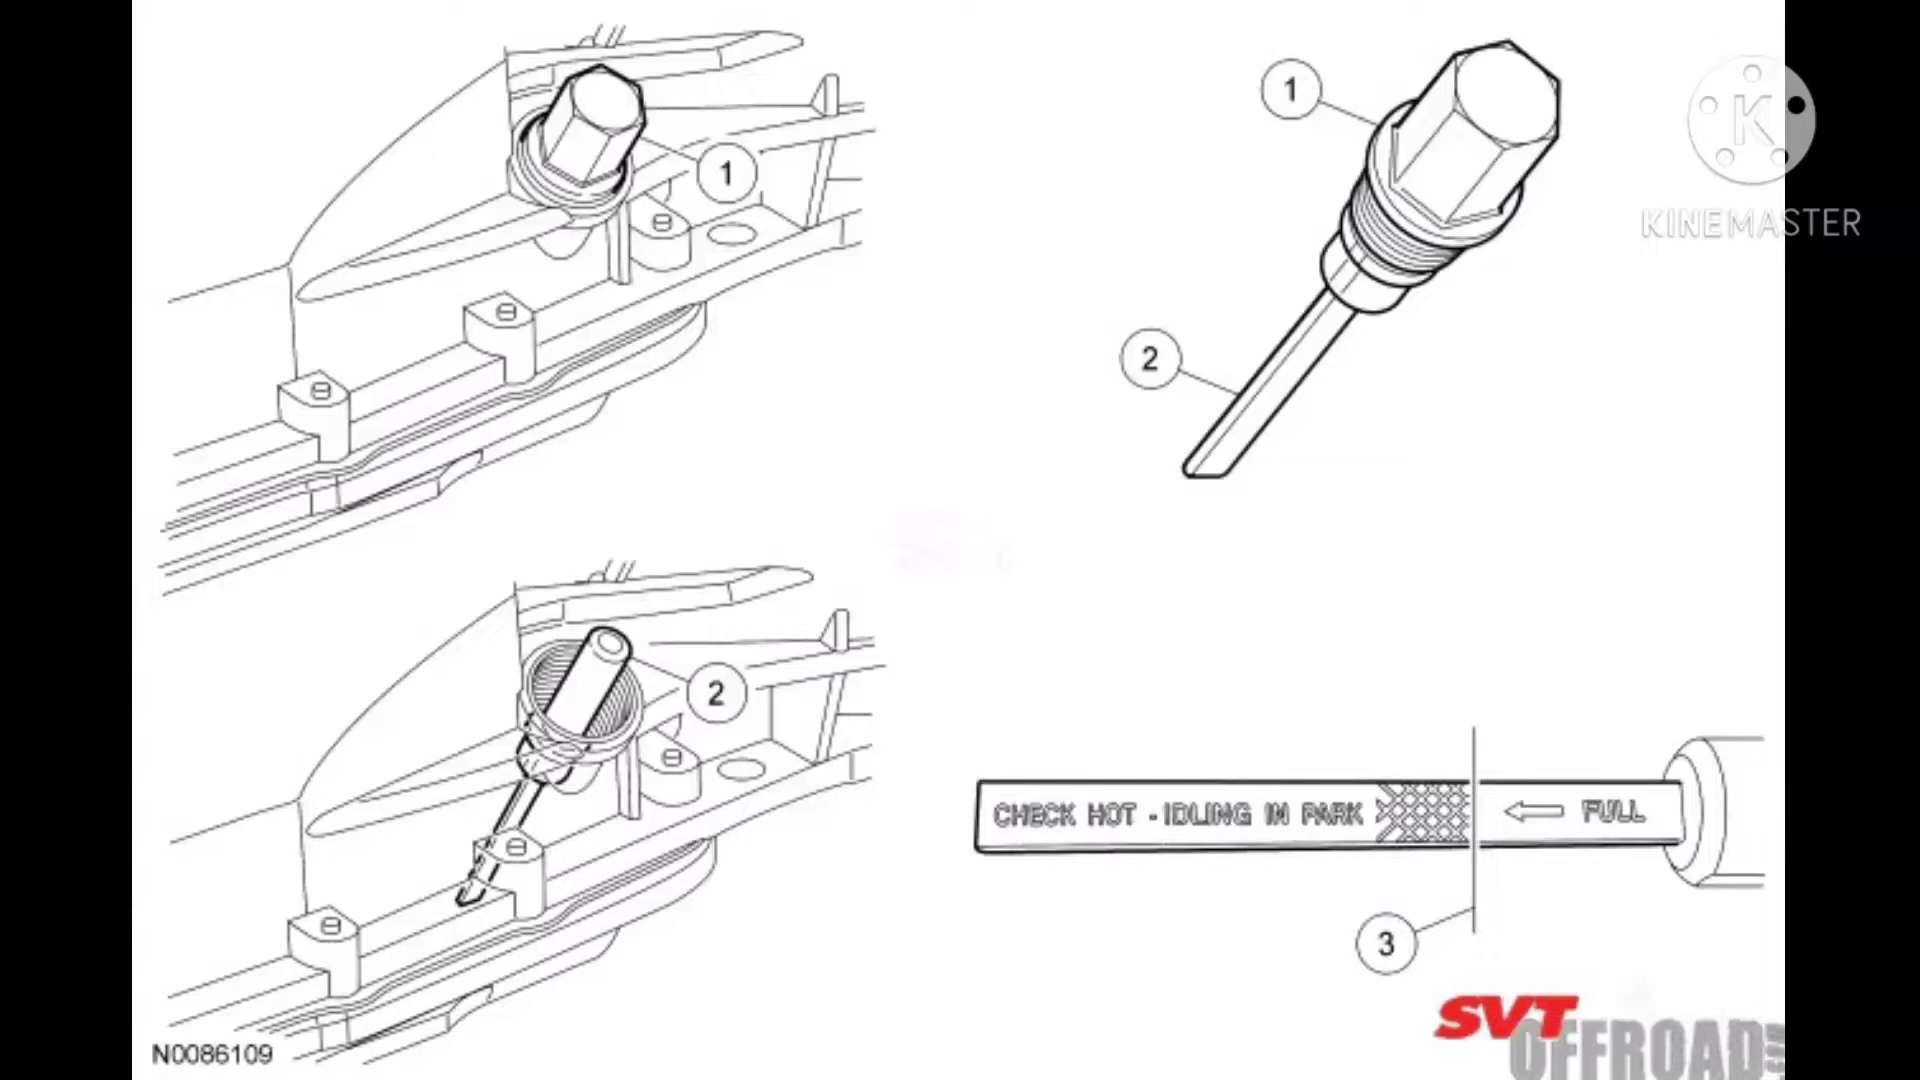 1
1
KINEMASTER
2
2
CHECK HOT - IDLING IN PARK
FULL
3
SVT
OFFROAD
N0086109